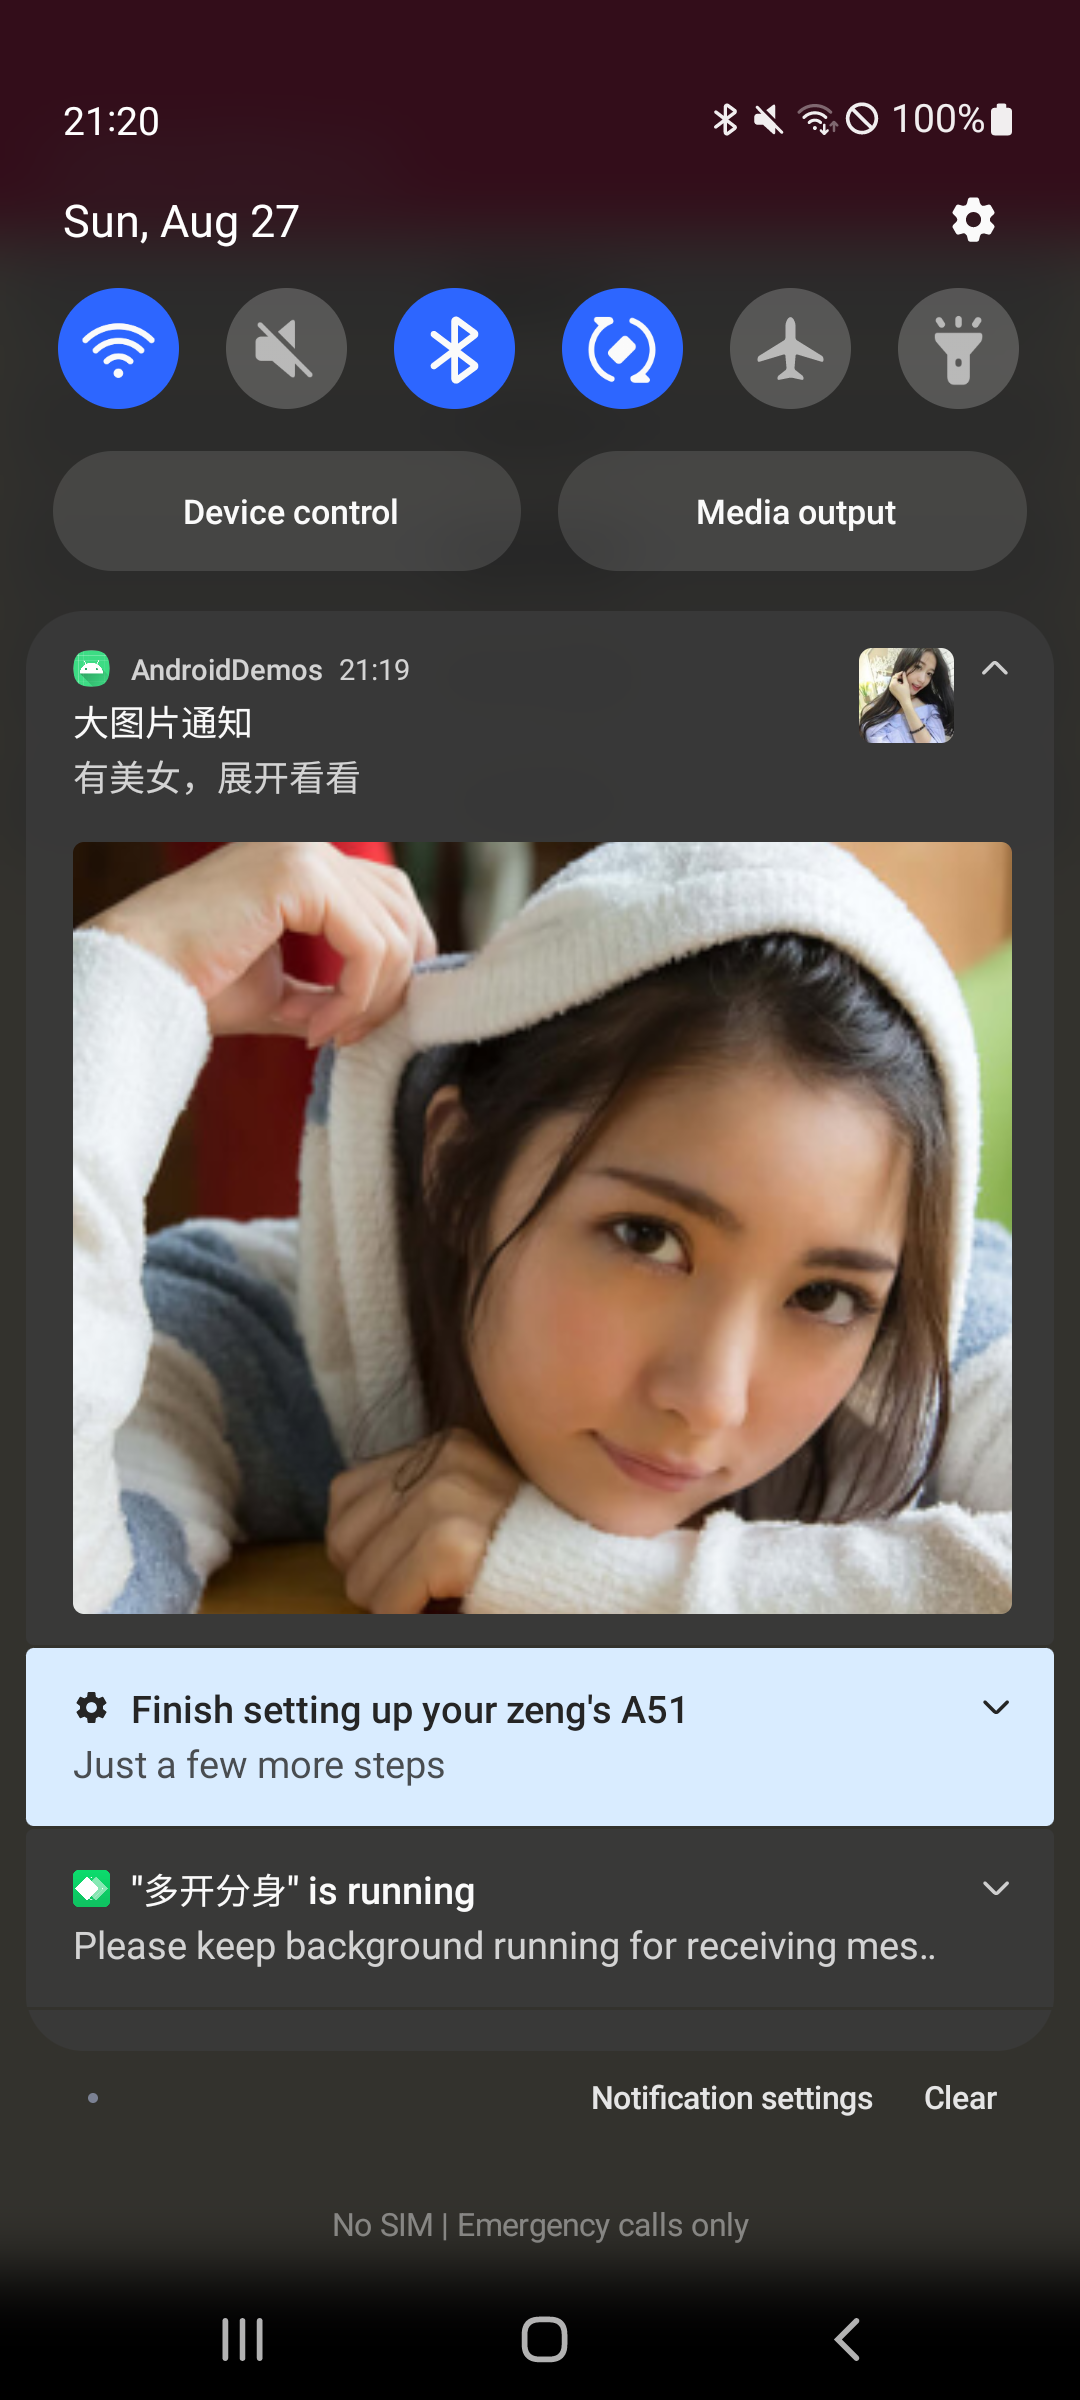 21:20
100%
Sun, Aug 27
Device control
Media output
AndroidDemos 21:19
大图片通知
有美女，展开看看
Finish setting up your zeng's A51
Just a few more steps
"多开分身" is running
Please keep background running for receiving mes..
Notification settings
Clear
No SIM | Emergency calls only